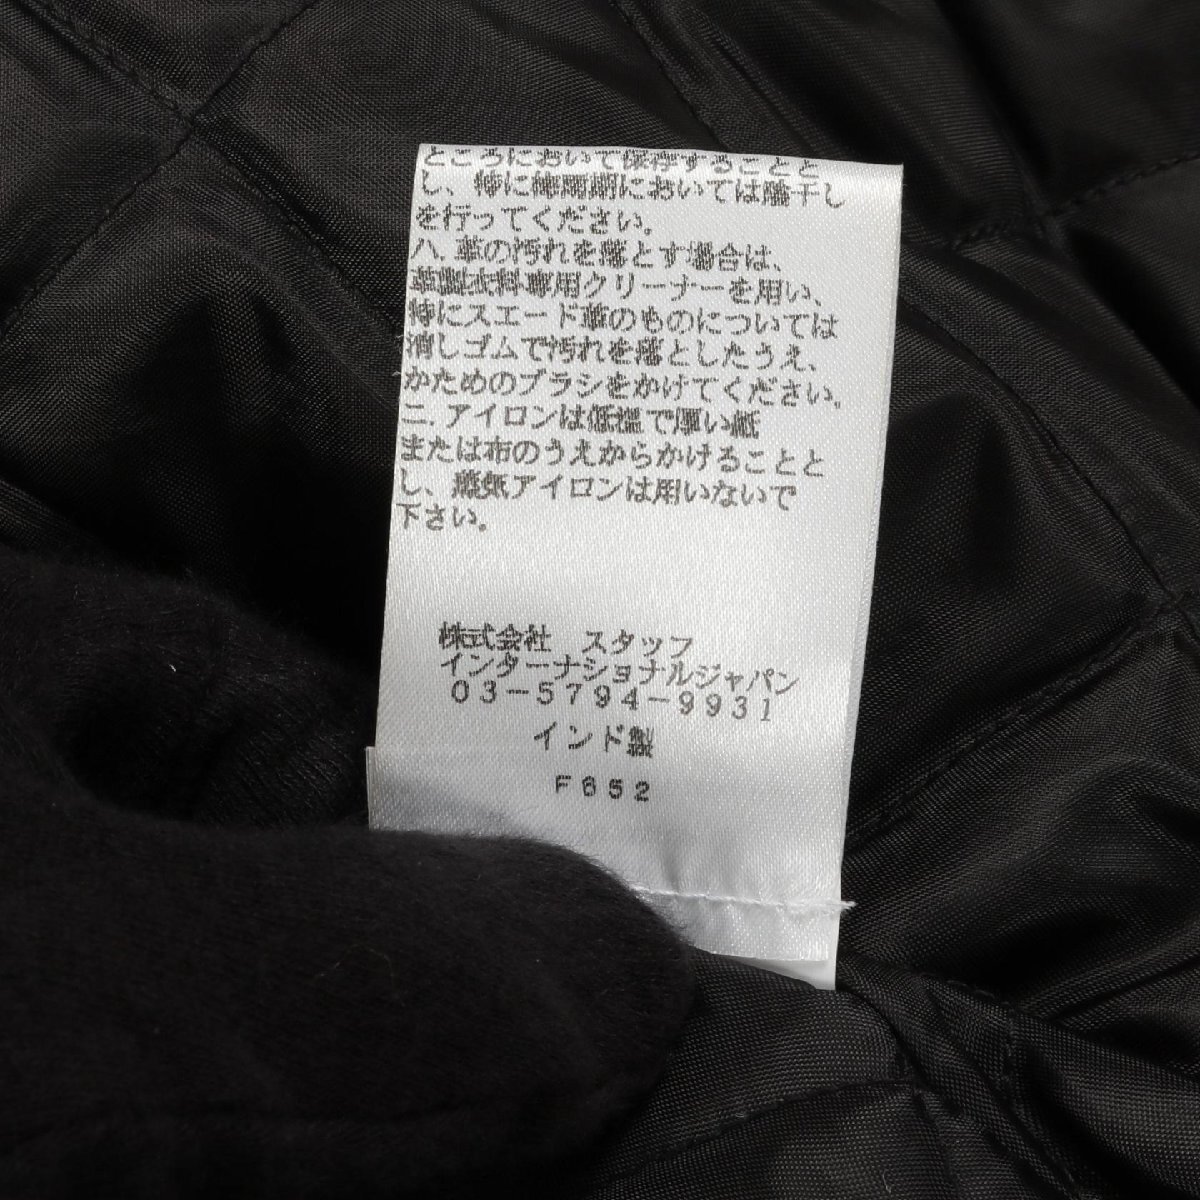 ところにおいて保存することと
し、特に梅雨期においては陰干し
を行ってください。
ハ. 革の汚れを落とす場合は、
革製衣料専用クリーナーを用い、
特にスエード革のものについては
消しゴムで汚れを落としたうえ、
かためのブラシをかけてください。
ニ. アイロンは低温で厚い紙
または布のうえからかけることと
し、蒸気アイロンは用いないで
下さい。
株式会社 スタッフ
インターナショナルジャパン
03-5794-9931
インド製
F652